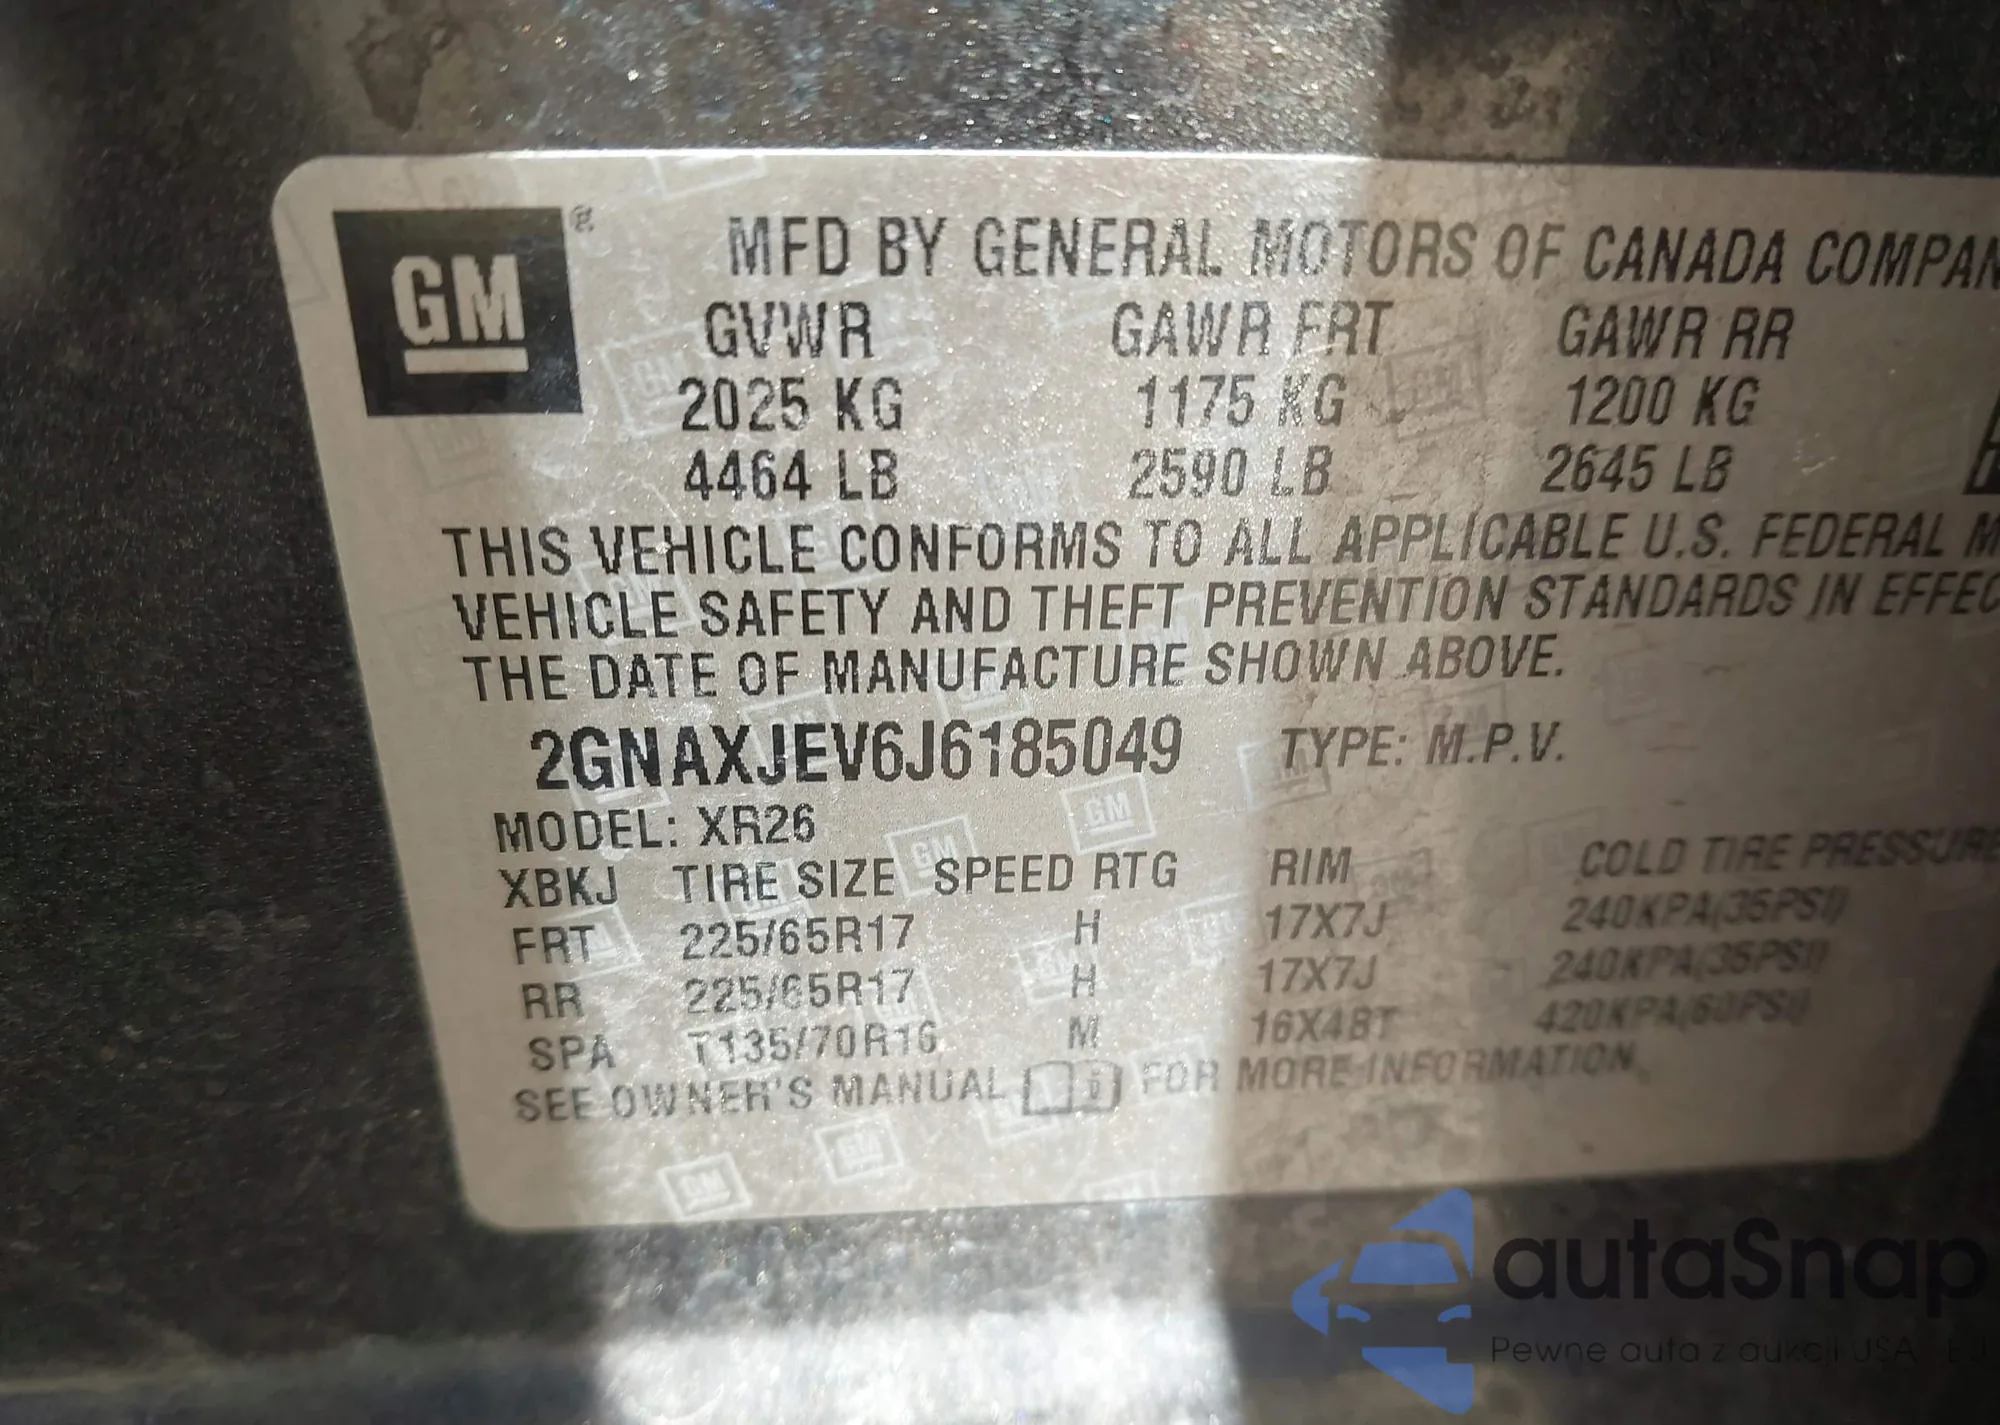 GM ®
MFD BY GENERAL MOTORS OF CANADA COMPAN
GVWR GAWR FRT GAWR RR
2025 KG 1175 KG 1200 KG
4464 LB 2590 LB 2645 LB
THIS VEHICLE CONFORMS TO ALL APPLICABLE U.S. FEDERAL M
VEHICLE SAFETY AND THEFT PREVENTION STANDARDS IN EFFEC
THE DATE OF MANUFACTURE SHOWN ABOVE.
2GNAXJEV6J6185049 TYPE: M.P.V.
MODEL: XR26
XBKJ TIRE SIZE SPEED RTG RIM COLD TIRE PRESSURE
FRT 225/65R17 H 17X7J 240KPA(35PSI)
RR 225/65R17 H 17X7J 240KPA(35PSI)
SPA T135/70R16 M 16X4BT 420KPA(60PSI)
SEE OWNER'S MANUAL FOR MORE INFORMATION.
autaSnap
Pewne auta z aukcji USA i EU